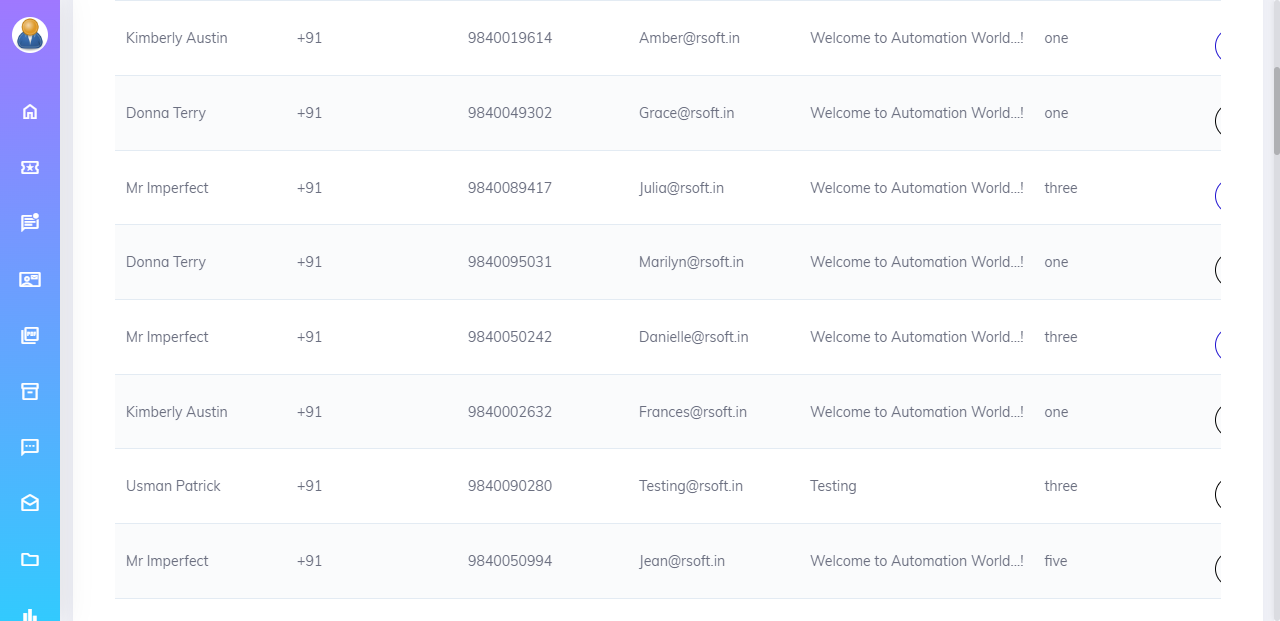 Kimberly Austin +91 9840019614 Amber@rsoft.in Welcome to Automation World...! one
Donna Terry +91 9840049302 Grace@rsoft.in Welcome to Automation World...! one
Mr Imperfect +91 9840089417 Julia@rsoft.in Welcome to Automation World...! three
Donna Terry +91 9840095031 Marilyn@rsoft.in Welcome to Automation World...! one
Mr Imperfect +91 9840050242 Danielle@rsoft.in Welcome to Automation World...! three
Kimberly Austin +91 9840002632 Frances@rsoft.in Welcome to Automation World...! one
Usman Patrick +91 9840090280 Testing@rsoft.in Testing three
Mr Imperfect +91 9840050994 Jean@rsoft.in Welcome to Automation World...! five